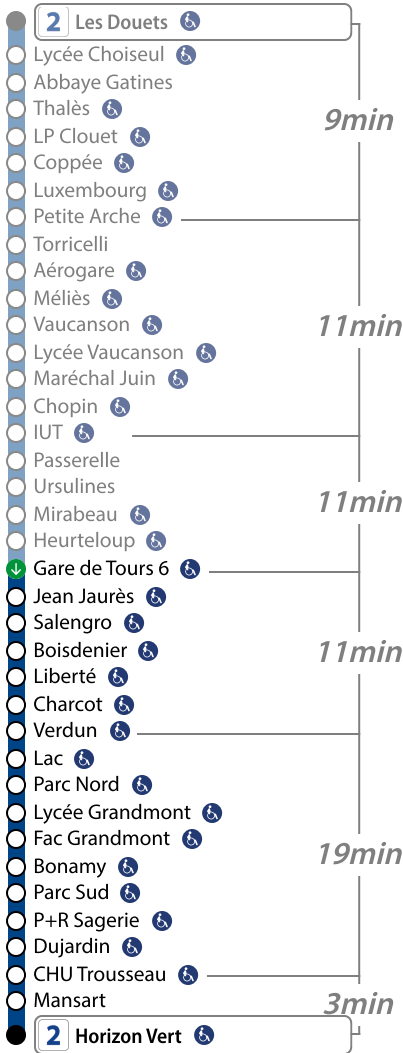 2 Les Douets
Lycée Choiseul
Abbaye Gatines
Thalès
9min
LP Clouet
Coppée
Luxembourg
Petite Arche
Torricelli
Aérogare
Méliès
Vaucanson
11min
Lycée Vaucanson
Maréchal Juin
Chopin
IUT
Passerelle
Ursulines
11min
Mirabeau
Heurteloup
Gare de Tours 6
Jean Jaurès
Salengro
Boisdenier
11min
Liberté
Charcot
Verdun
Lac
Parc Nord
Lycée Grandmont
Fac Grandmont
19min
Bonamy
Parc Sud
P+R Sagerie
Dujardin
CHU Trousseau
Mansart
3min
2 Horizon Vert